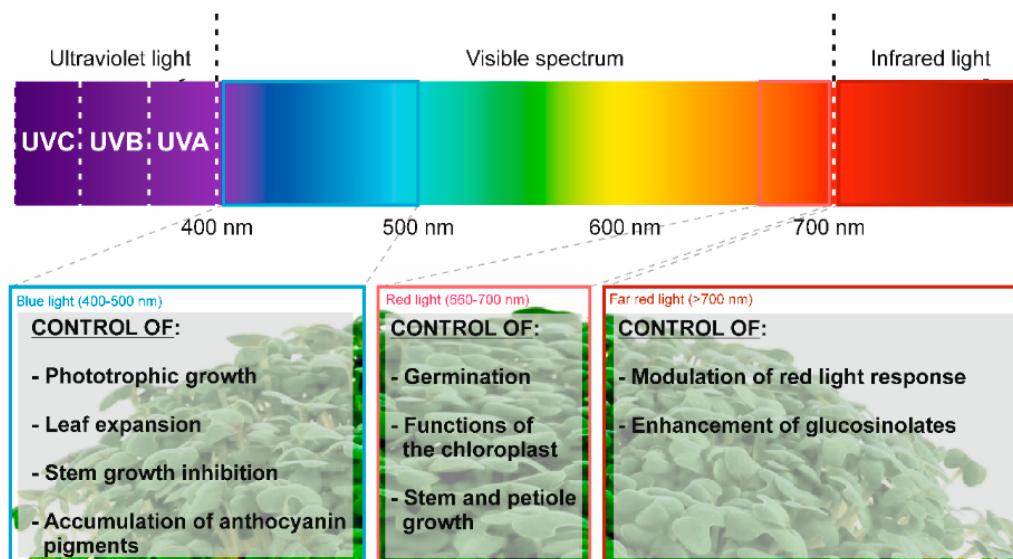 Ultraviolet light
Visible spectrum
Infrared light
UVC
UVB
UVA
400 nm
500 nm
600 nm
700 nm
Blue light (400-500 nm)
CONTROL OF:
- Phototrophic growth
- Leaf expansion
- Stem growth inhibition
- Accumulation of anthocyanin
pigments
Red light (660-700 nm)
CONTROL OF:
- Germination
- Functions of
the chloroplast
- Stem and petiole
growth
Far red light (>700 nm)
CONTROL OF:
- Modulation of red light response
- Enhancement of glucosinolates